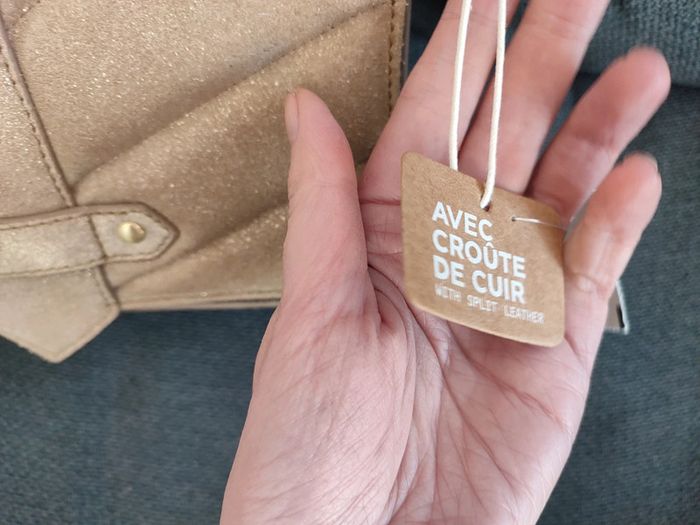 AVEC
CROÛTE
DE CUIR
WITH SPLIT LEATHER